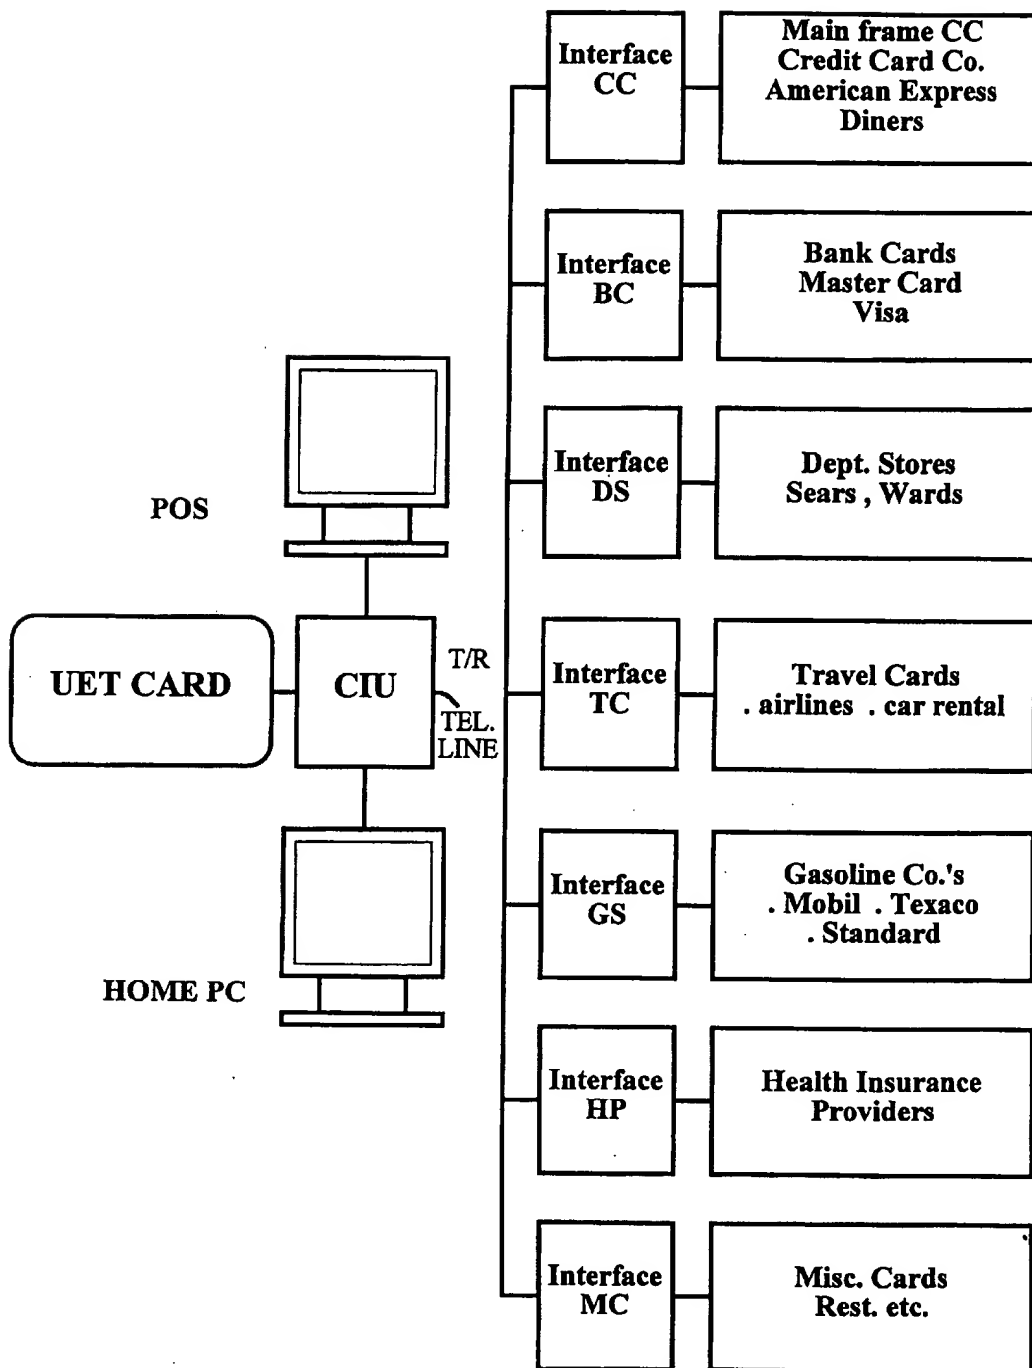 Interface
CC
Main frame CC
Credit Card Co.
American Express
Diners
Interface
BC
Bank Cards
Master Card
Visa
Interface
DS
Dept. Stores
Sears , Wards
POS
UET CARD
CIU
T/R
TEL.
LINE
Interface
TC
Travel Cards
. airlines . car rental
HOME PC
Interface
GS
Gasoline Co.'s
. Mobil . Texaco
. Standard
Interface
HP
Health Insurance
Providers
Interface
MC
Misc. Cards
Rest. etc.